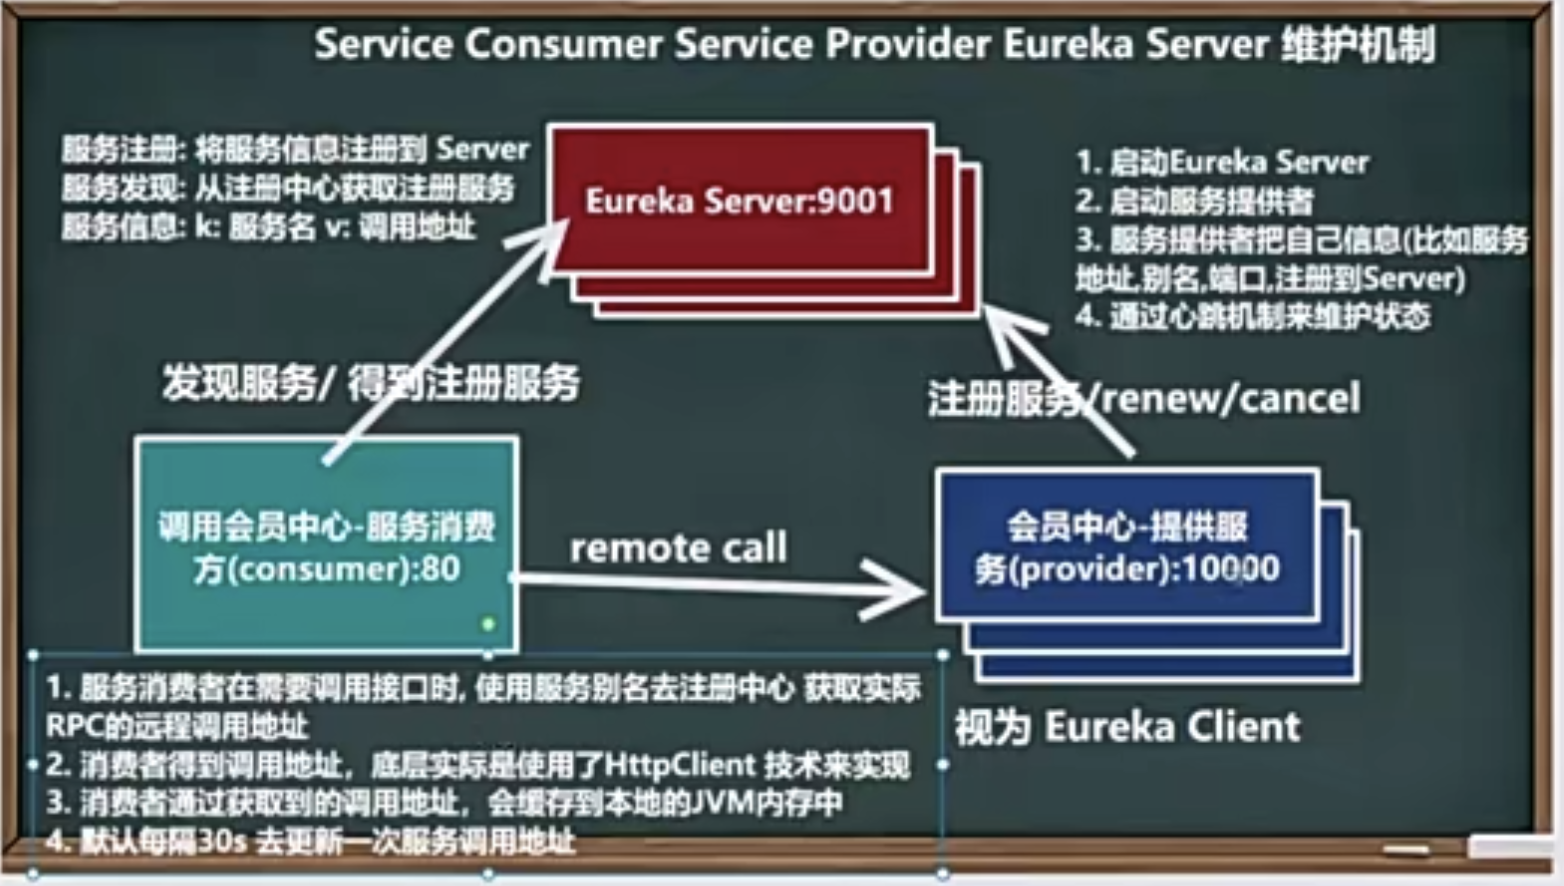 Service Consumer Service Provider Eureka Server 维护机制
服务注册: 将服务信息注册到 Server
服务发现: 从注册中心获取注册服务
服务信息: k: 服务名 v: 调用地址
Eureka Server:9001
1. 启动Eureka Server
2. 启动服务提供者
3. 服务提供者把自己信息(比如服务
地址,别名,端口,注册到Server)
4. 通过心跳机制来维护状态
发现服务/ 得到注册服务
注册服务/renew/cancel
调用会员中心-服务消费
方(consumer):80
remote call
会员中心-提供服
务(provider):10000
1. 服务消费者在需要调用接口时, 使用服务别名去注册中心 获取实际
RPC的远程调用地址
2. 消费者得到调用地址，底层实际是使用了HttpClient 技术来实现
3. 消费者通过获取到的调用地址，会缓存到本地的JVM内存中
4. 默认每隔30s 去更新一次服务调用地址
视为 Eureka Client